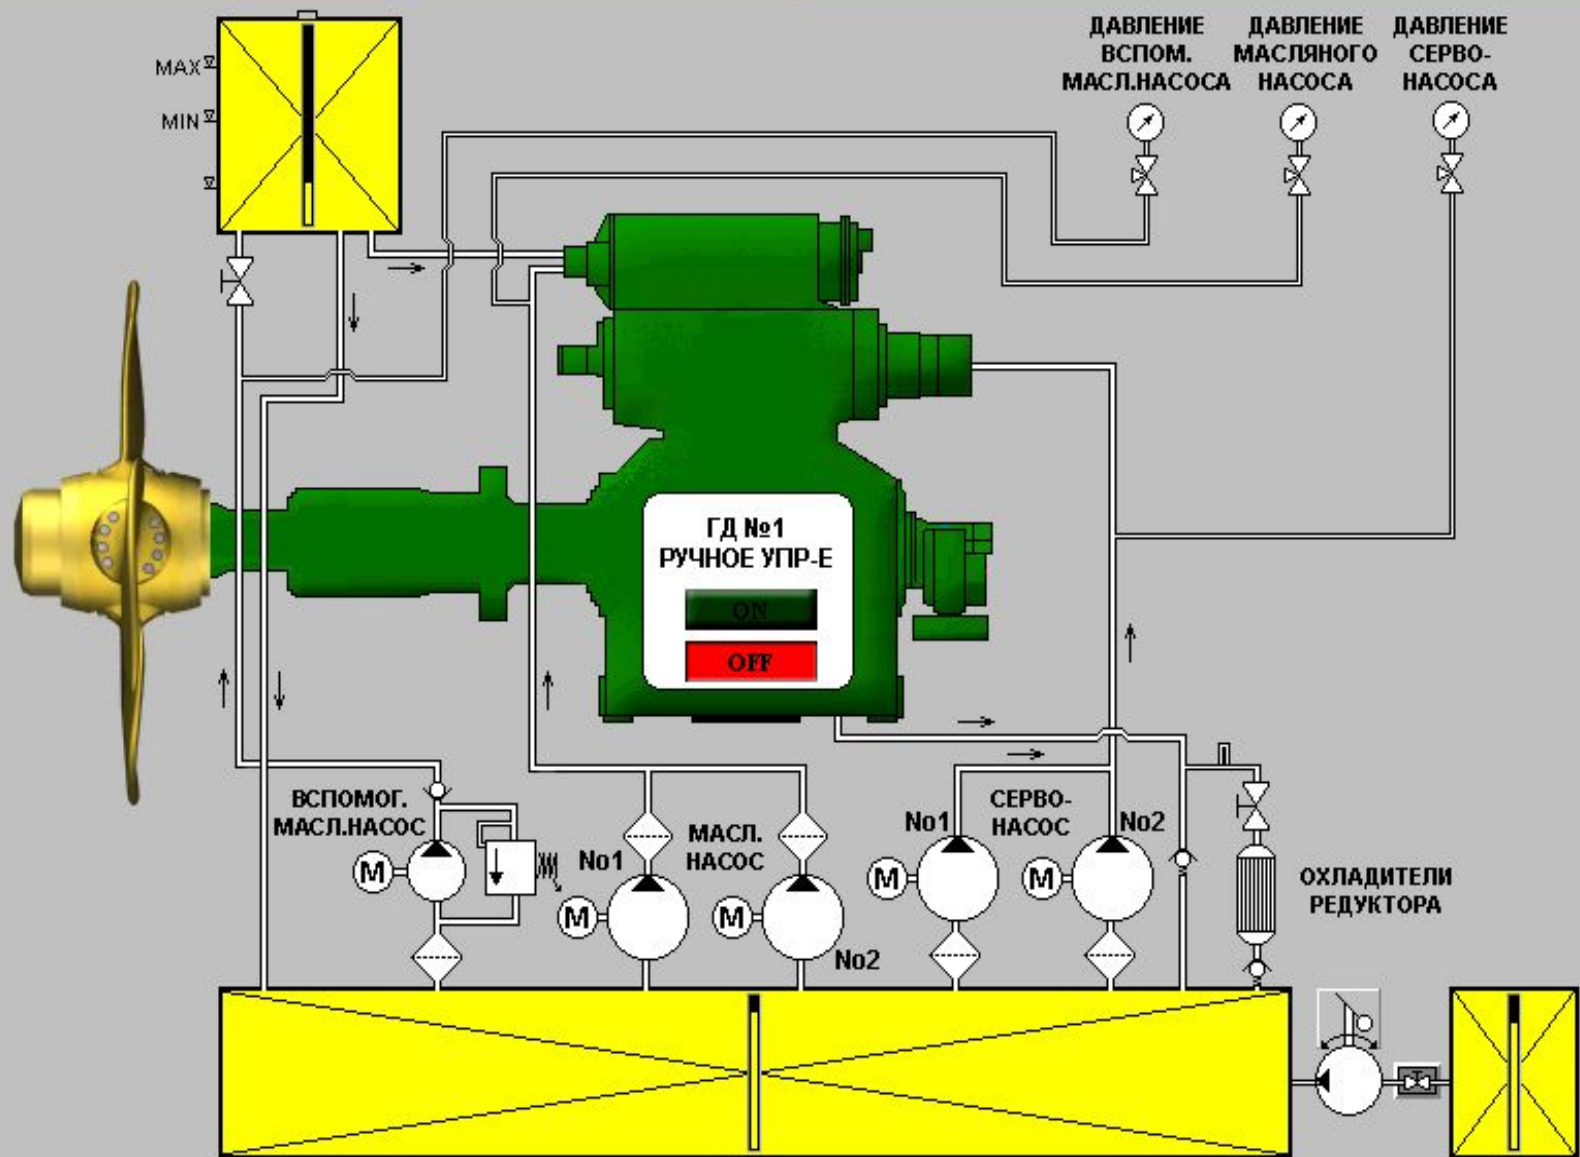 ДАВЛЕНИЕ
ВСПОМ.
МАСЛ.НАСОСА
ДАВЛЕНИЕ
МАСЛЯНОГО
НАСОСА
ДАВЛЕНИЕ
СЕРВО-
НАСОСА
MAX
MIN
ГД №1
РУЧНОЕ УПР-Е
ON
OFF
ВСПОМОГ.
МАСЛ.НАСОС
M
No1
M
МАСЛ.
НАСОС
M
No2
No1
M
СЕРВО-
НАСОС
No2
M
ОХЛАДИТЕЛИ
РЕДУКТОРА